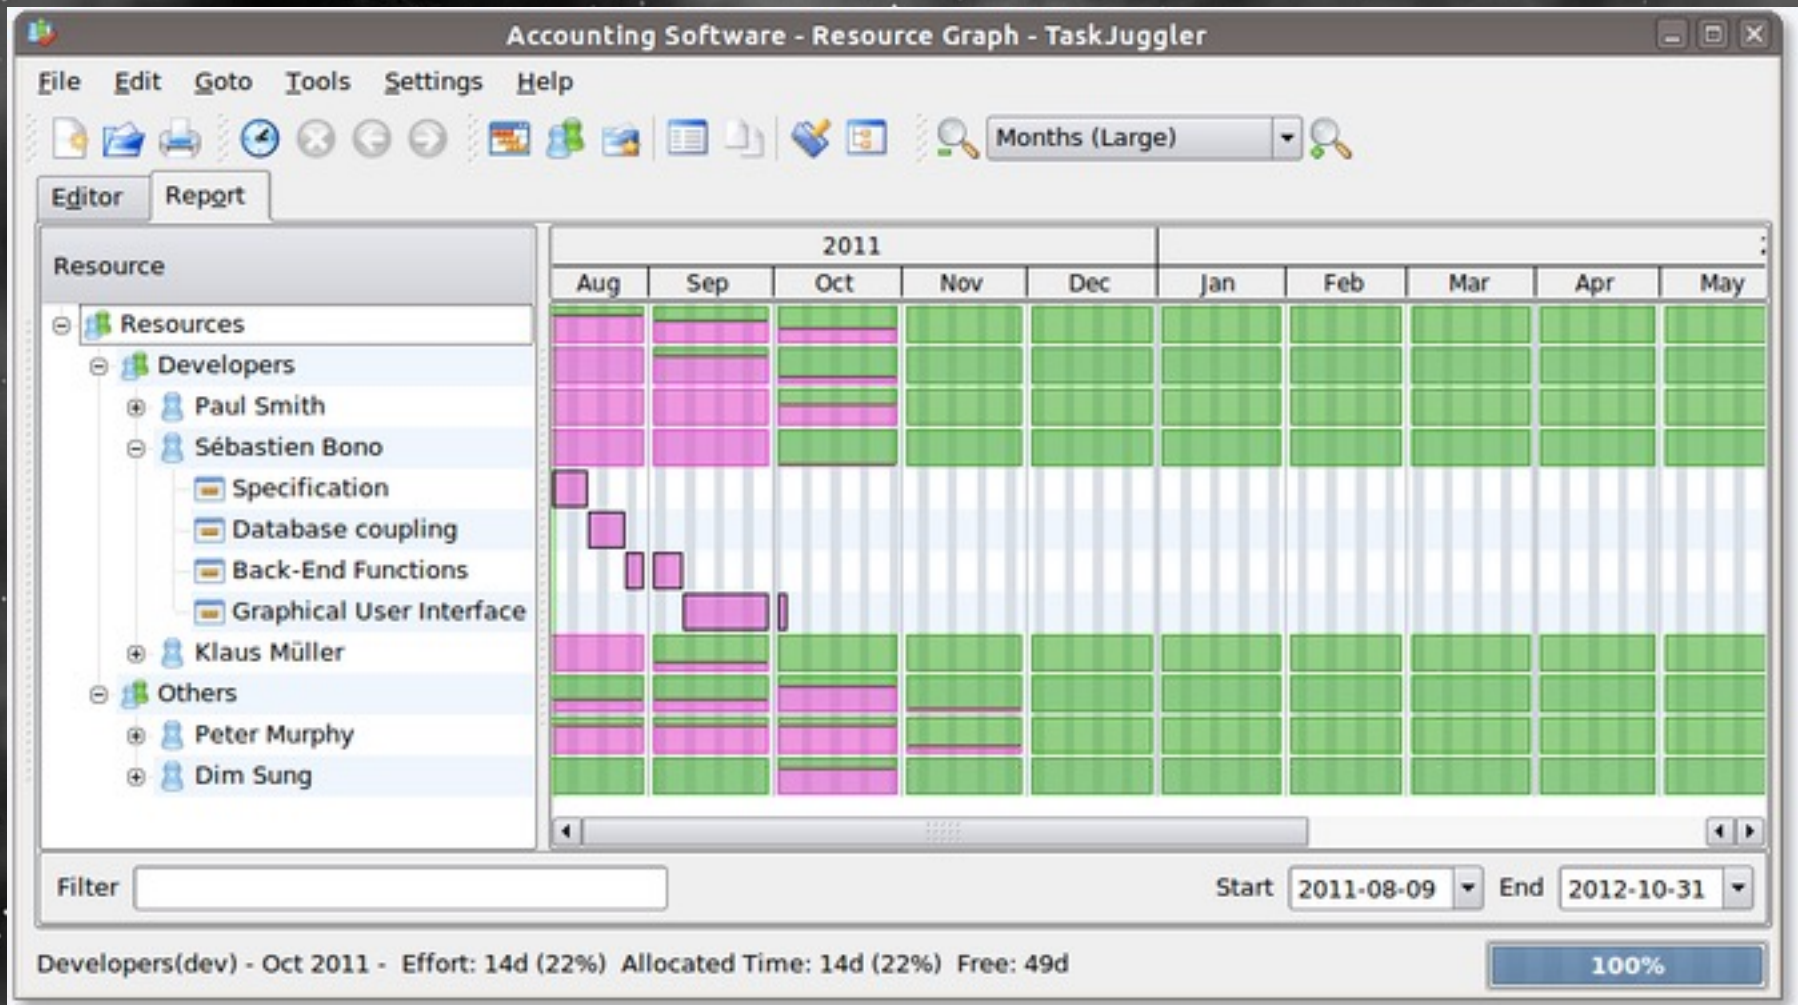 Accounting Software - Resource Graph - TaskJuggler
File Edit Goto Tools Settings Help
Months (Large)
Editor Report
Resource
2011
Aug Sep Oct Nov Dec Jan Feb Mar Apr May
Resources
Developers
Paul Smith
Sébastien Bono
Specification
Database coupling
Back-End Functions
Graphical User Interface
Klaus Müller
Others
Peter Murphy
Dim Sung
Filter Start 2011-08-09 End 2012-10-31
Developers(dev) - Oct 2011 - Effort: 14d (22%) Allocated Time: 14d (22%) Free: 49d 100%